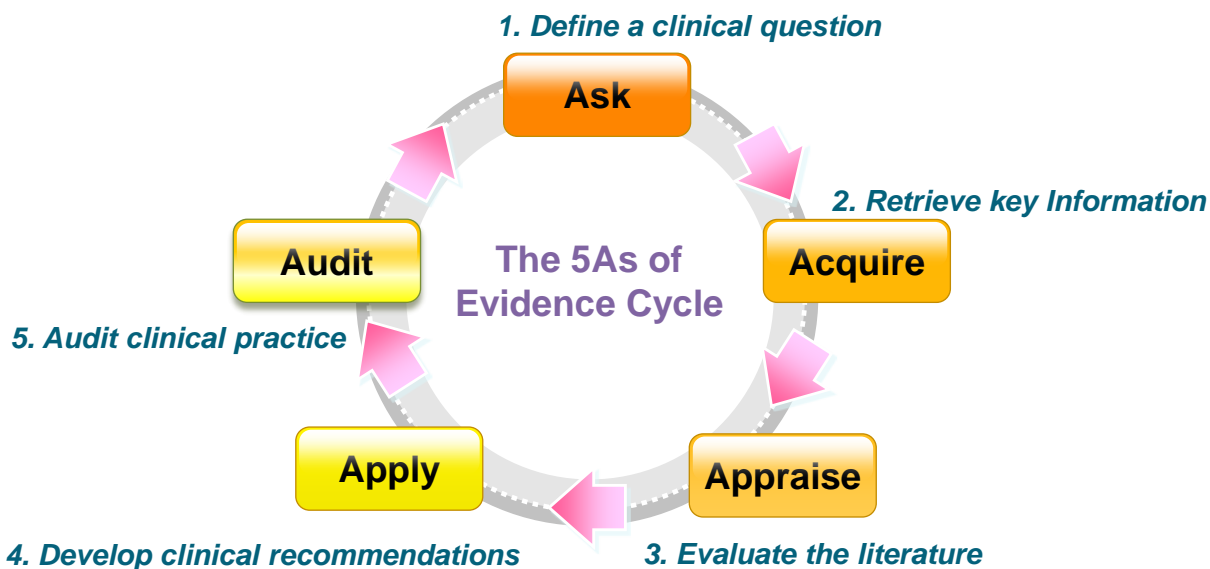 1. Define a clinical question
Ask
2. Retrieve key Information
Acquire
The 5As of
Evidence Cycle
Audit
5. Audit clinical practice
Apply
Appraise
4. Develop clinical recommendations
3. Evaluate the literature